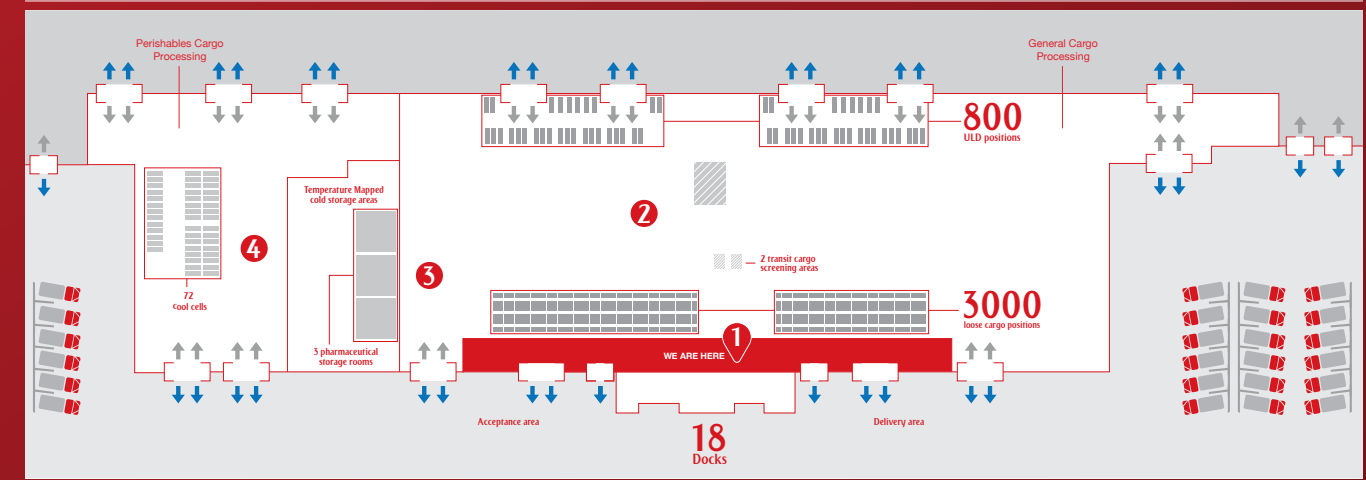 Perishables Cargo
Processing
General Cargo
Processing
800
ULD positions
Temperature Mapped
cold storage areas
2
4
3
2 transit cargo
screening areas
72
cool cells
3000
loose cargo positions
3 pharmaceutical
storage rooms
WE ARE HERE
1
Acceptance area
Delivery area
18
Docks